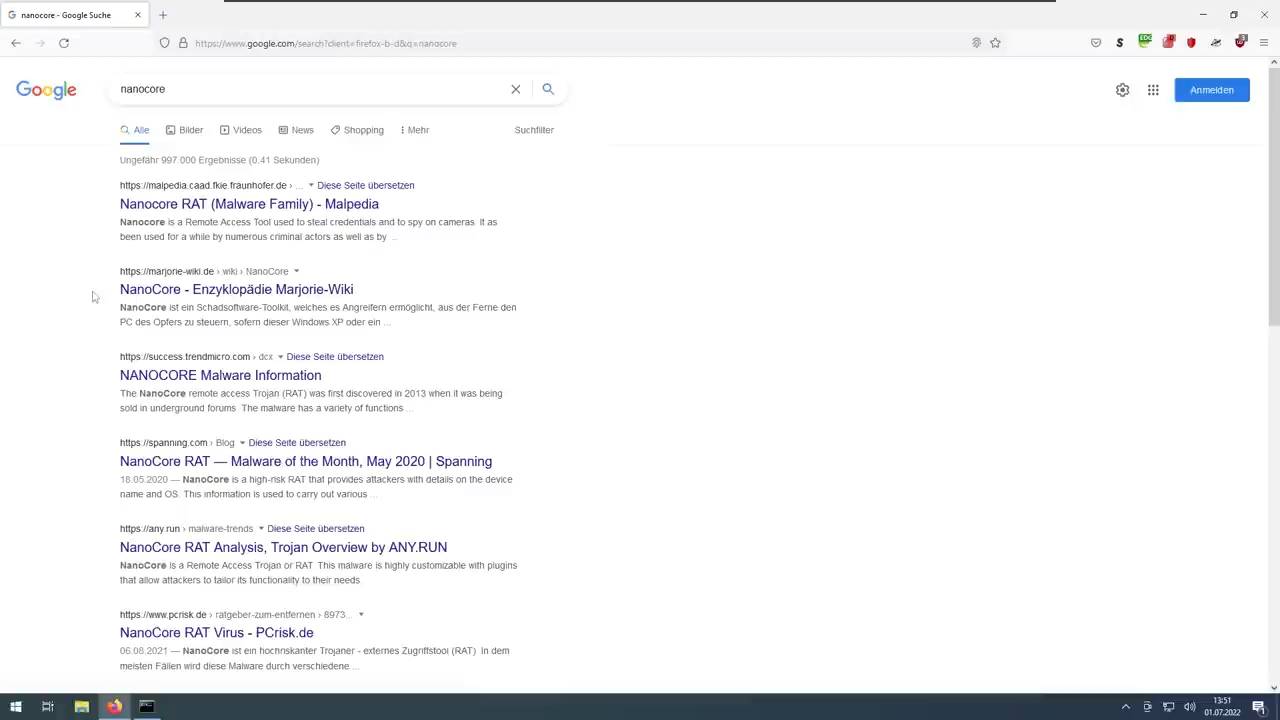 nanocore - Google Suche
https://www.google.com/search?client=firefox-b-d&q=nanocore
Google
nanocore
Anmelden
Alle
Bilder
Videos
News
Shopping
Mehr
Suchfilter
Ungefähr 997.000 Ergebnisse (0.41 Sekunden)
https://malpedia.caad.fkie.fraunhofer.de › ... Diese Seite übersetzen
Nanocore RAT (Malware Family) - Malpedia
Nanocore is a Remote Access Tool used to steal credentials and to spy on cameras. It as
been used for a while by numerous criminal actors as well as by ...
https://marjorie-wiki.de › wiki › NanoCore
NanoCore - Enzyklopädie Marjorie-Wiki
NanoCore ist ein Schadsoftware-Toolkit, welches es Angreifern ermöglicht, aus der Ferne den
PC des Opfers zu steuern, sofern dieser Windows XP oder ein ...
https://success.trendmicro.com › dcx Diese Seite übersetzen
NANOCORE Malware Information
The NanoCore remote access Trojan (RAT) was first discovered in 2013 when it was being
sold in underground forums. The malware has a variety of functions ...
https://spanning.com › Blog Diese Seite übersetzen
NanoCore RAT — Malware of the Month, May 2020 | Spanning
18.05.2020 — NanoCore is a high-risk RAT that provides attackers with details on the device
name and OS. This information is used to carry out various ...
https://any.run › malware-trends Diese Seite übersetzen
NanoCore RAT Analysis, Trojan Overview by ANY.RUN
NanoCore is a Remote Access Trojan or RAT. This malware is highly customizable with plugins
that allow attackers to tailor its functionality to their needs.
https://www.pcrisk.de › ratgeber-zum-entfernen › 8973...
NanoCore RAT Virus - PCrisk.de
06.08.2021 — NanoCore ist ein hochriskanter Trojaner - externes Zugriffstool (RATs). In dem
meisten Fällen wird diese Malware durch verschiedene ...
13:51
01.07.2022